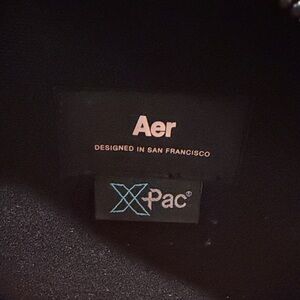 Aer
DESIGNED IN SAN FRANCISCO
X-Pac®